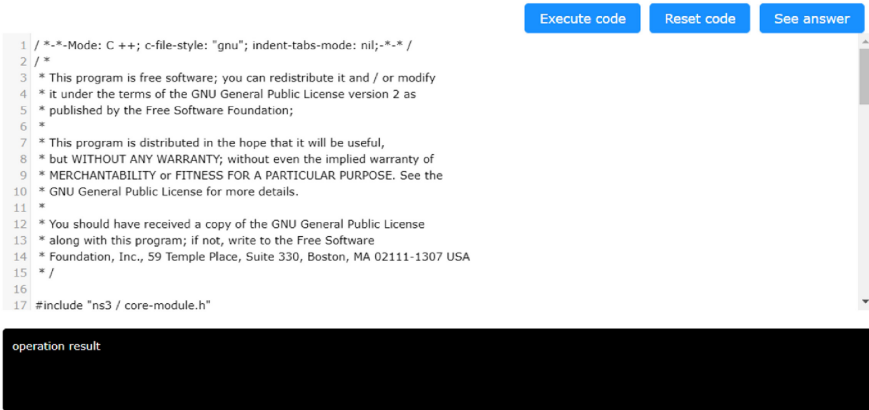 Execute code Reset code See answer
1 / *-*-Mode: C ++; c-file-style: "gnu"; indent-tabs-mode: nil;-*-* /
2 / *
3 * This program is free software; you can redistribute it and / or modify
4 * it under the terms of the GNU General Public License version 2 as
5 * published by the Free Software Foundation;
6 *
7 * This program is distributed in the hope that it will be useful,
8 * but WITHOUT ANY WARRANTY; without even the implied warranty of
9 * MERCHANTABILITY or FITNESS FOR A PARTICULAR PURPOSE. See the
10 * GNU General Public License for more details.
11 *
12 * You should have received a copy of the GNU General Public License
13 * along with this program; if not, write to the Free Software
14 * Foundation, Inc., 59 Temple Place, Suite 330, Boston, MA 02111-1307 USA
15 * /
16
17 #include "ns3 / core-module.h"
operation result